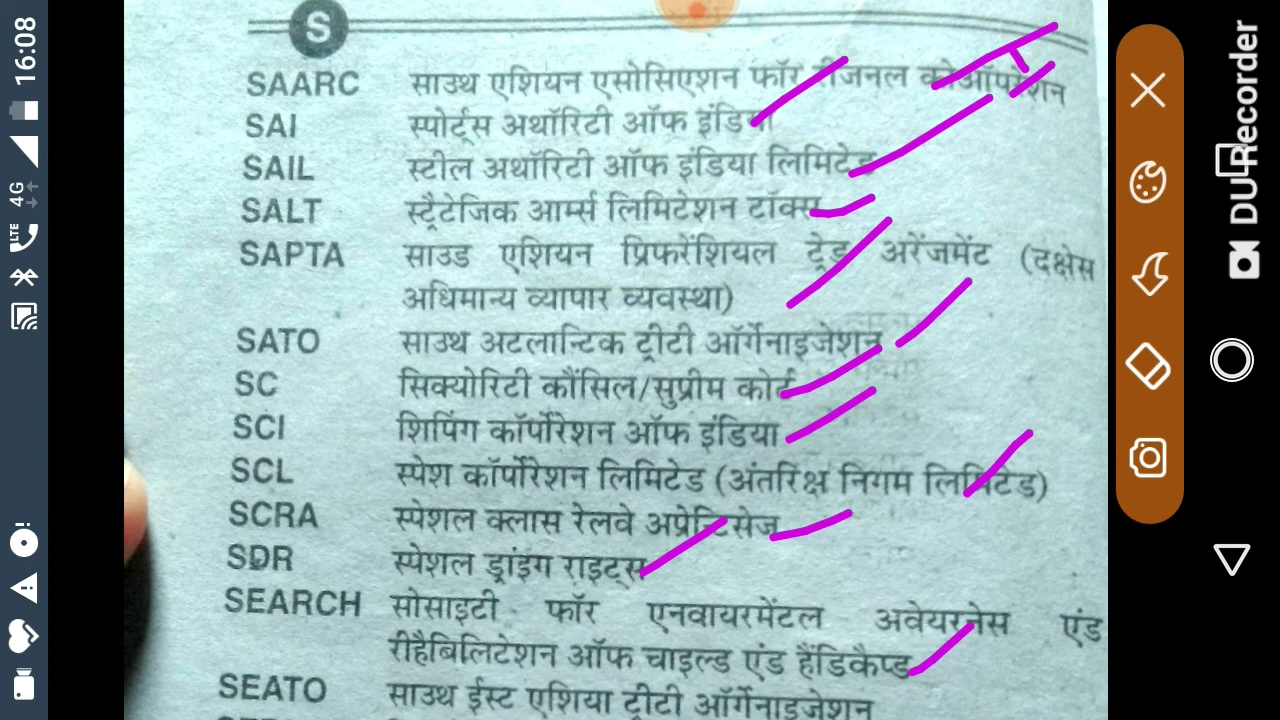 S
SAARC साउथ एशियन एसोसिएशन फॉर रीजनल कोऑपरेशन
SAI स्पोर्ट्स अथॉरिटी ऑफ इंडिया
SAIL स्टील अथॉरिटी ऑफ इंडिया लिमिटेड
SALT स्ट्रैटेजिक आर्म्स लिमिटेशन टॉक्स
SAPTA साउड एशियन प्रिफरेंशियल ट्रेड अरेंजमेंट (दक्षेस
अधिमान्य व्यापार व्यवस्था)
SATO साउथ अटलान्टिक ट्रीटी ऑर्गेनाइजेशन
SC सिक्योरिटी कौंसिल/सुप्रीम कोर्ट
SCI शिपिंग कॉर्पोरेशन ऑफ इंडिया
SCL स्पेश कॉर्पोरेशन लिमिटेड (अंतरिक्ष निगम लिमिटेड)
SCRA स्पेशल क्लास रेलवे अप्रेन्टिसेज
SDR स्पेशल ड्रांइग राइट्स
SEARCH सोसाइटी फॉर एनवायरमेंटल अवेयरनेस एंड
रीहैबिलिटेशन ऑफ चाइल्ड एंड हैंडिकैप्ड
SEATO साउथ ईस्ट एशिया ट्रीटी ऑर्गेनाइजेशन
16:08
4G
LTE
DU Recorder